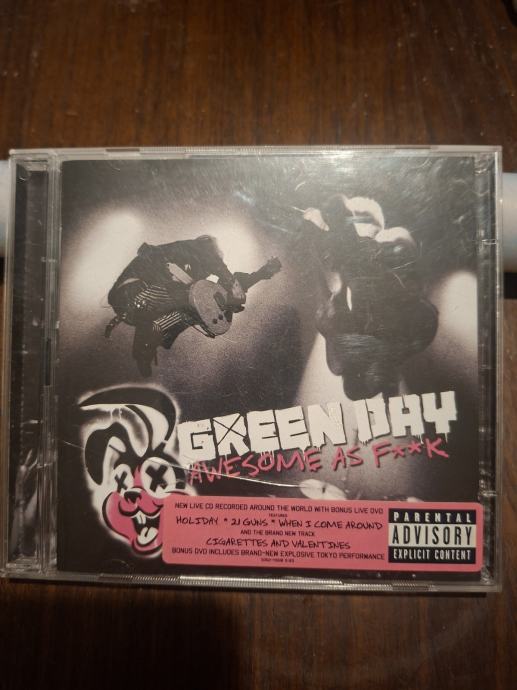 GREEN DAY
AWESOME AS F**K
NEW LIVE CD RECORDED AROUND THE WORLD WITH BONUS LIVE DVD
FEATURES
HOLIDAY * 21 GUNS * WHEN I COME AROUND
AND THE BRAND NEW TRACK
CIGARETTES AND VALENTINES
BONUS DVD INCLUDES BRAND-NEW EXPLOSIVE TOKYO PERFORMANCE
PARENTAL
ADVISORY
EXPLICIT CONTENT